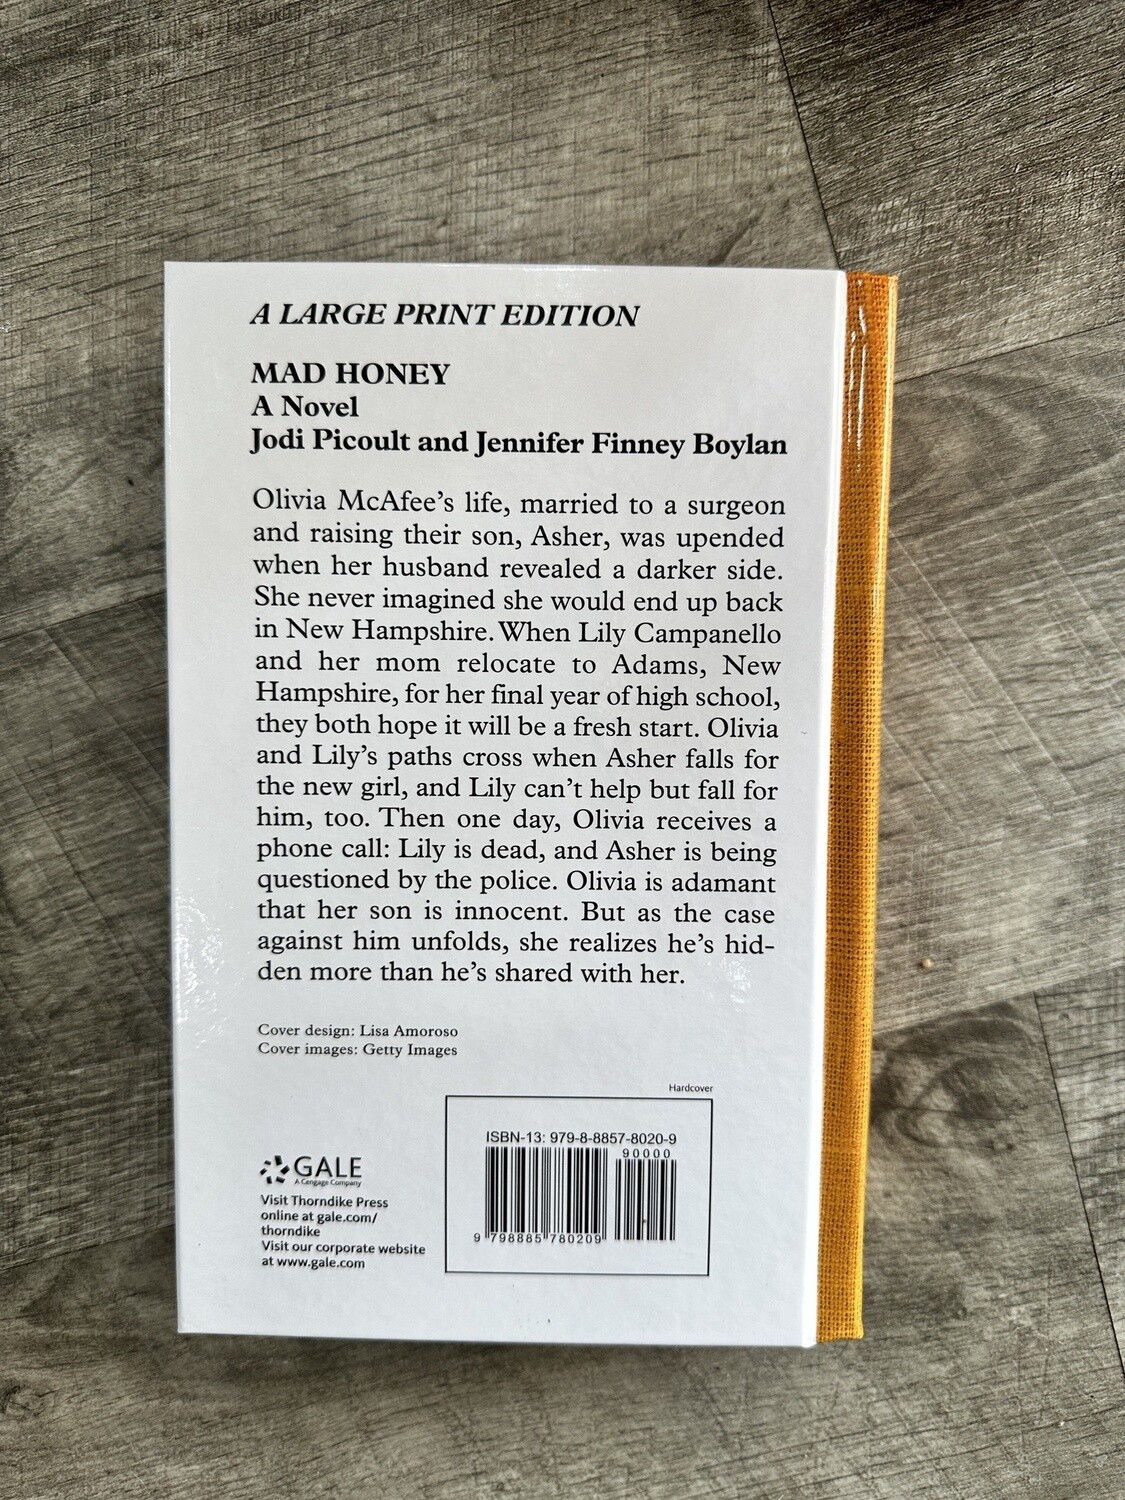 A LARGE PRINT EDITION
MAD HONEY
A Novel
Jodi Picoult and Jennifer Finney Boylan
Olivia McAfee's life, married to a surgeon
and raising their son, Asher, was upended
when her husband revealed a darker side.
She never imagined she would end up back
in New Hampshire. When Lily Campanello
and her mom relocate to Adams, New
Hampshire, for her final year of high school,
they both hope it will be a fresh start. Olivia
and Lily's paths cross when Asher falls for
the new girl, and Lily can't help but fall for
him, too. Then one day, Olivia receives a
phone call: Lily is dead, and Asher is being
questioned by the police. Olivia is adamant
that her son is innocent. But as the case
against him unfolds, she realizes he's hid-
den more than he's shared with her.
Cover design: Lisa Amoroso
Cover images: Getty Images
Hardcover
ISBN-13: 979-8-8857-8020-9
90000
9 798885 780209
GALE
A Cengage Company
Visit Thorndike Press
online at gale.com/
thorndike
Visit our corporate website
at www.gale.com